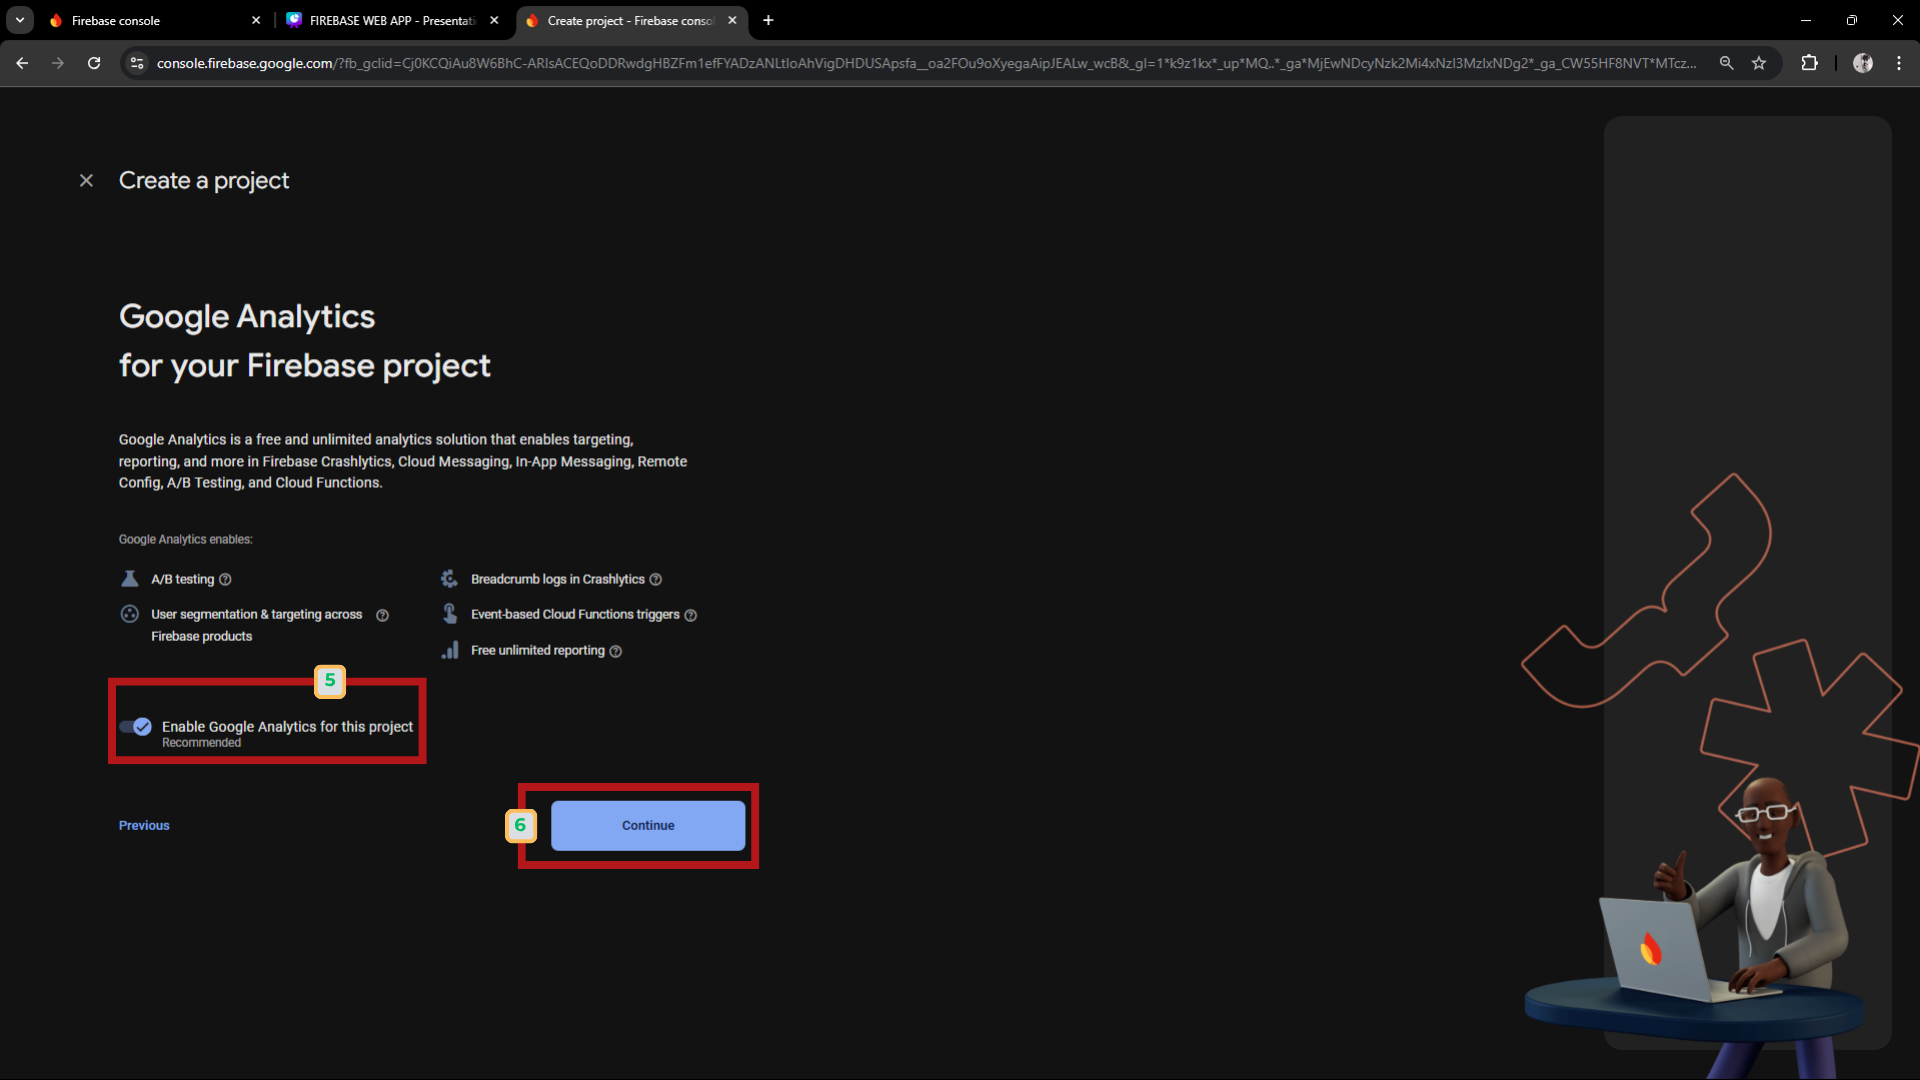 Firebase console
FIREBASE WEB APP - Presentati
Create project - Firebase conso
console.firebase.google.com/?fb_gclid=Cj0KCQiAu8W6BhC-ARIsACEQoDDRwdgHBZFm1efFYADzANLtIoAhVigDHDUSApsfa__oa2FOu9oXyegaAipJEALw_wcB&_gl=1*k9z1kx*_up*MQ..*_ga*MjEwNDcyNzk2Mi4xNzI3MzIxNDg2*_ga_CW55HF8NVT*MTcz...
Create a project
Google Analytics
for your Firebase project
Google Analytics is a free and unlimited analytics solution that enables targeting,
reporting, and more in Firebase Crashlytics, Cloud Messaging, In-App Messaging, Remote
Config, A/B Testing, and Cloud Functions.
Google Analytics enables:
A/B testing
Breadcrumb logs in Crashlytics
User segmentation & targeting across
Firebase products
Event-based Cloud Functions triggers
Free unlimited reporting
5
Enable Google Analytics for this project
Recommended
Previous
6
Continue